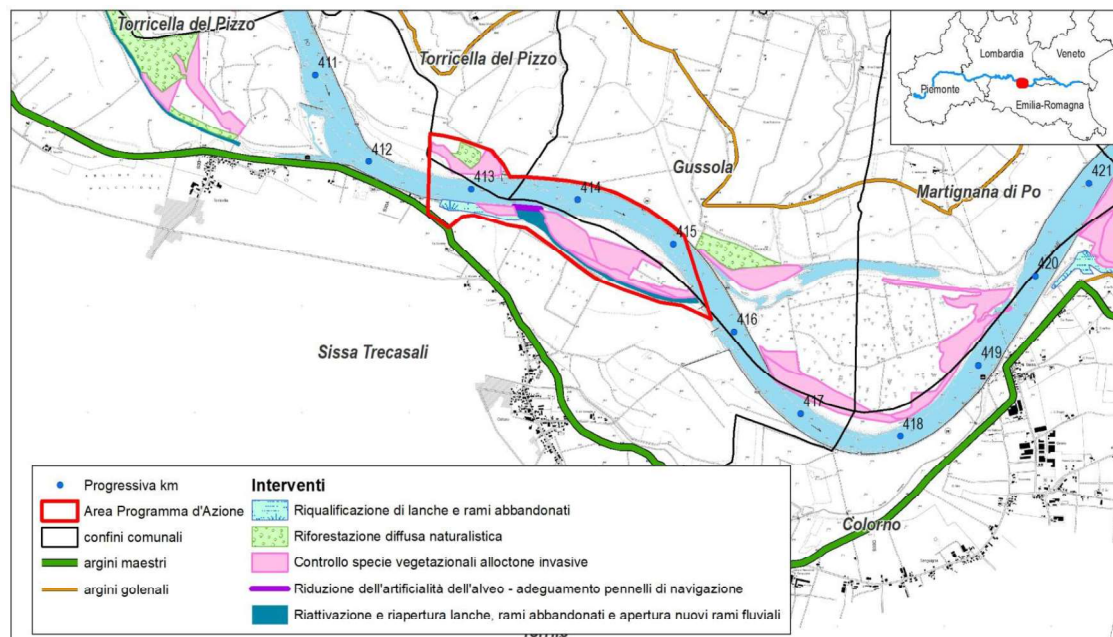 Torricella del Pizzo
Torricella del Pizzo
Lombardia
Veneto
Piemonte
Emilia-Romagna
411
412
413
414
415
416
417
418
419
420
421
Gussola
Martignana di Po
Sissa Trecasali
Colorno
Progressiva km
Area Programma d'Azione
confini comunali
argini maestri
argini golenali
Interventi
Riqualificazione di lanche e rami abbandonati
Riforestazione diffusa naturalistica
Controllo specie vegetazionali alloctone invasive
Riduzione dell'artificialità dell'alveo - adeguamento pennelli di navigazione
Riattivazione e riapertura lanche, rami abbandonati e apertura nuovi rami fluviali